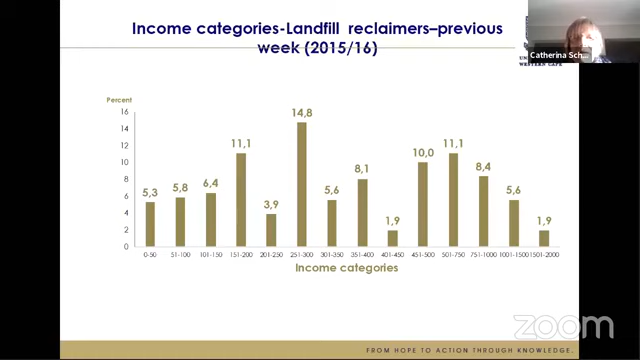 Income categories-Landfill reclaimers–previous
week (2015/16)
Catherina Sch...
WESTERN CAPE
Percent
16
14
12
10
8
6
4
2
0
5,3
5,8
6,4
11,1
3,9
14,8
5,6
8,1
1,9
10,0
11,1
8,4
5,6
1,9
0-50 51-100 101-150 151-200 201-250 251-300 301-350 351-400 401-450 451-500 501-750 751-1000 1001-1500 1501-2000
Income categories
zoom
FROM HOPE TO ACTION THROUGH KNOWLEDGE.